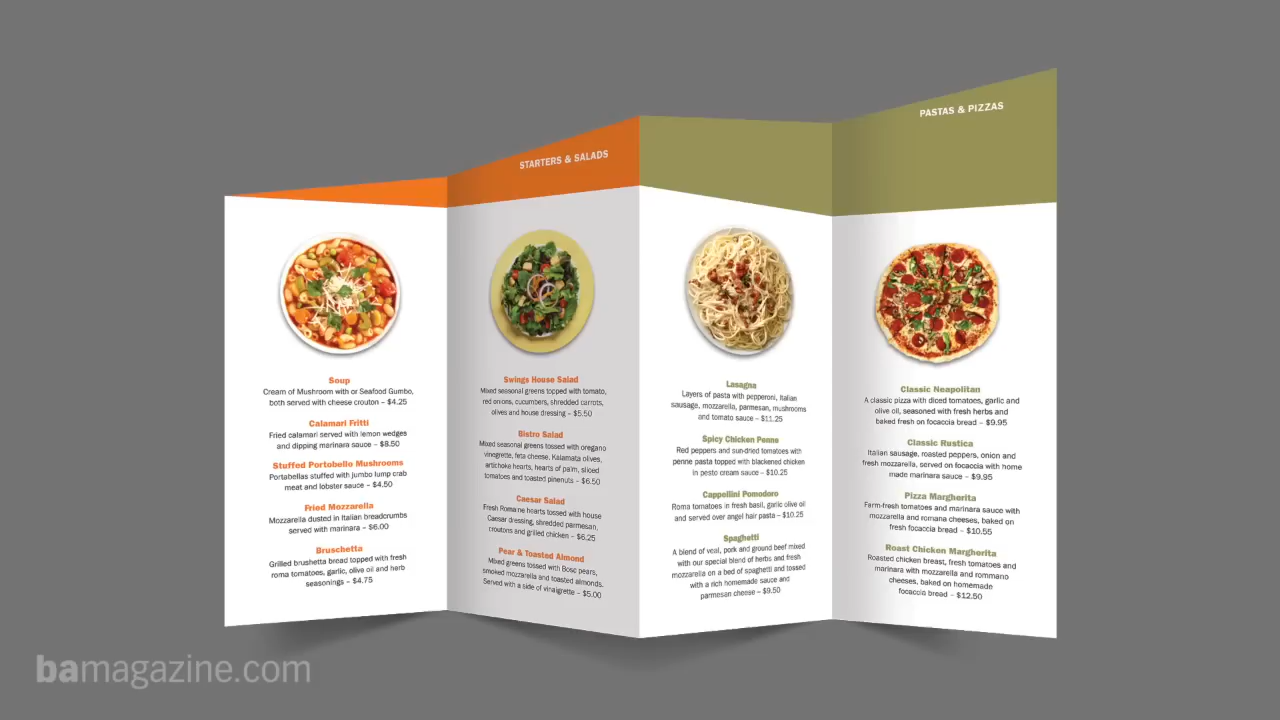 STARTERS & SALADS
PASTAS & PIZZAS
Soup
Cream of Mushroom with or Seafood Gumbo,
both served with cheese crouton – $4.25
Calamari Fritti
Fried calamari served with lemon wedges
and dipping marinara sauce – $8.50
Stuffed Portobello Mushrooms
Portabellas stuffed with jumbo lump crab
meat and lobster sauce – $4.50
Fried Mozzarella
Mozzarella dusted in Italian breadcrumbs
served with marinara – $6.00
Bruschetta
Grilled brushetta bread topped with fresh
roma tomatoes, garlic, olive oil and herb
seasonings – $4.75
Swings House Salad
Mixed seasonal greens topped with tomato,
red onions, cucumbers, shredded carrots,
olives and house dressing – $5.50
Bistro Salad
Mixed seasonal greens tossed with oregano
vinegrette, feta cheese, Kalamata olives,
artichoke hearts, hearts of palm, sliced
tomatoes and toasted pinenuts – $6.50
Caesar Salad
Fresh Romaine hearts tossed with house
Caesar dressing, shredded parmesan,
croutons and grilled chicken – $6.25
Pear & Toasted Almond
Mixed greens tossed with Bosc pears,
smoked mozzarella and toasted almonds.
Served with a side of vinaigrette – $5.00
Lasagna
Layers of pasta with pepperoni, Italian
sausage, mozzarella, parmesan, mushrooms
and tomato sauce – $11.25
Spicy Chicken Penne
Red peppers and sun-dried tomatoes with
penne pasta topped with blackened chicken
in pesto cream sauce – $10.25
Cappellini Pomodoro
Roma tomatoes in fresh basil, garlic olive oil
and served over angel hair pasta – $10.25
Spaghetti
A blend of veal, pork and ground beef mixed
with our special blend of herbs and fresh
mozzarella on a bed of spaghetti and tossed
with a rich homemade sauce and
parmesan cheese – $9.50
Classic Neapolitan
A classic pizza with diced tomatoes, garlic and
olive oil, seasoned with fresh herbs and
baked fresh on focaccia bread – $9.95
Classic Rustica
Italian sausage, roasted peppers, onion and
fresh mozzarella, served on focaccia with home
made marinara sauce – $9.95
Pizza Margherita
Farm-fresh tomatoes and marinara sauce with
mozzarella and romane cheeses, baked on
fresh focaccia bread – $10.55
Roast Chicken Margherita
Roasted chicken breast, fresh tomatoes and
marinara with mozzarella and rommano
cheeses, baked on homemade
focaccia bread – $12.50
bamagazine.com